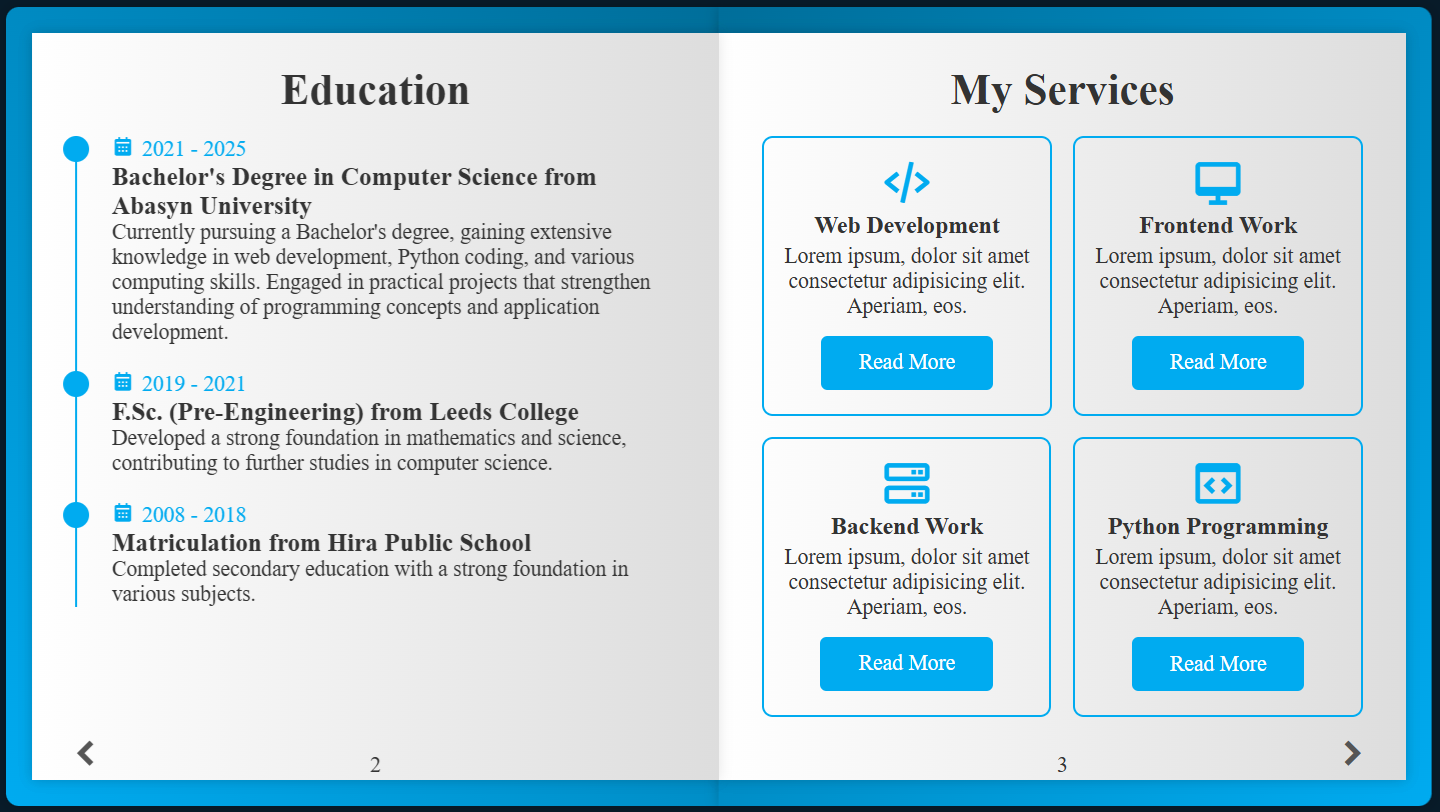 Education
2021 - 2025
Bachelor's Degree in Computer Science from
Abasyn University
Currently pursuing a Bachelor's degree, gaining extensive
knowledge in web development, Python coding, and various
computing skills. Engaged in practical projects that strengthen
understanding of programming concepts and application
development.
2019 - 2021
F.Sc. (Pre-Engineering) from Leeds College
Developed a strong foundation in mathematics and science,
contributing to further studies in computer science.
2008 - 2018
Matriculation from Hira Public School
Completed secondary education with a strong foundation in
various subjects.
2
My Services
Web Development
Lorem ipsum, dolor sit amet
consectetur adipisicing elit.
Aperiam, eos.
Read More
Frontend Work
Lorem ipsum, dolor sit amet
consectetur adipisicing elit.
Aperiam, eos.
Read More
Backend Work
Lorem ipsum, dolor sit amet
consectetur adipisicing elit.
Aperiam, eos.
Read More
Python Programming
Lorem ipsum, dolor sit amet
consectetur adipisicing elit.
Aperiam, eos.
Read More
3